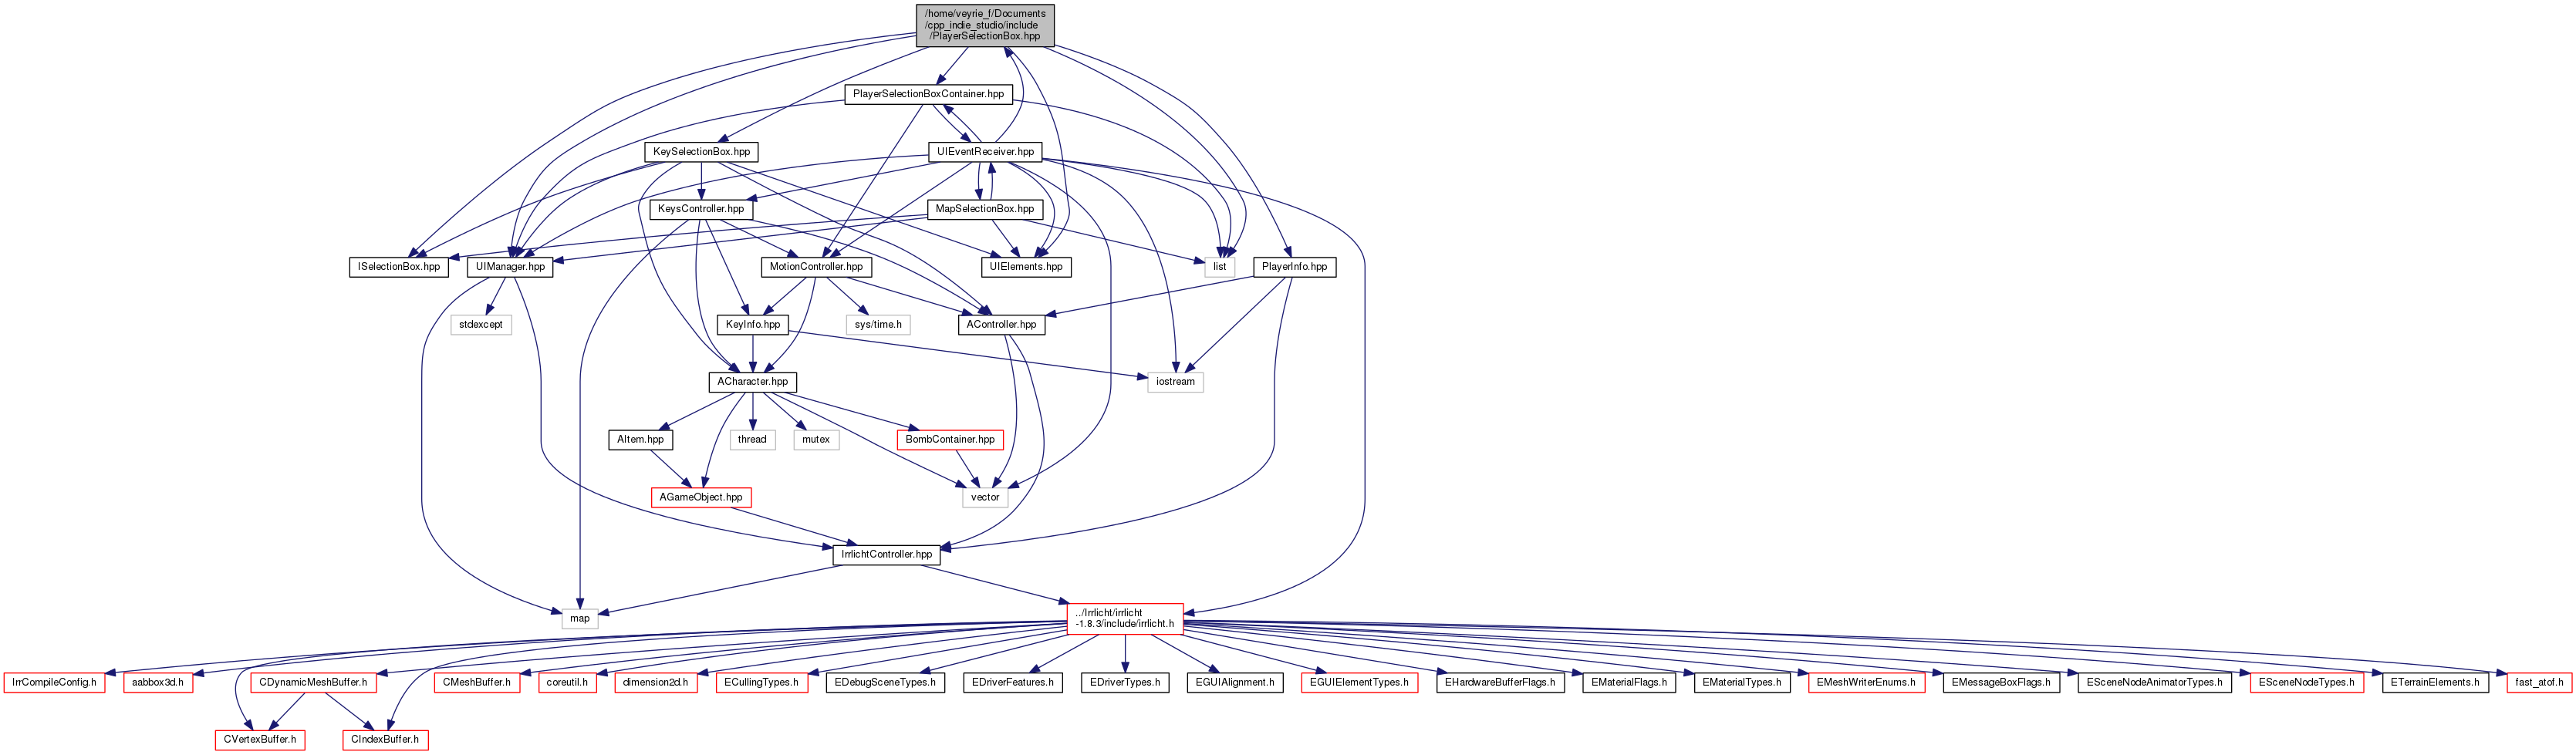 /home/veyrie_f/Documents
/cpp_indie_studio/include
/PlayerSelectionBox.hpp
PlayerSelectionBoxContainer.hpp
KeySelectionBox.hpp
UIEventReceiver.hpp
KeysController.hpp
MapSelectionBox.hpp
ISelectionBox.hpp
UIManager.hpp
MotionController.hpp
UIElements.hpp
list
PlayerInfo.hpp
stdexcept
KeyInfo.hpp
sys/time.h
AController.hpp
ACharacter.hpp
iostream
AItem.hpp
thread
mutex
BombContainer.hpp
AGameObject.hpp
vector
IrrlichtController.hpp
map
../Irrlicht/irrlicht
-1.8.3/include/irrlicht.h
IrrCompileConfig.h
aabbox3d.h
CDynamicMeshBuffer.h
CMeshBuffer.h
coreutil.h
dimension2d.h
ECullingTypes.h
EDebugSceneTypes.h
EDriverFeatures.h
EDriverTypes.h
EGUIAlignment.h
EGUIElementTypes.h
EHardwareBufferFlags.h
EMaterialFlags.h
EMaterialTypes.h
EMeshWriterEnums.h
EMessageBoxFlags.h
ESceneNodeAnimatorTypes.h
ESceneNodeTypes.h
ETerrainElements.h
fast_atof.h
CVertexBuffer.h
CIndexBuffer.h